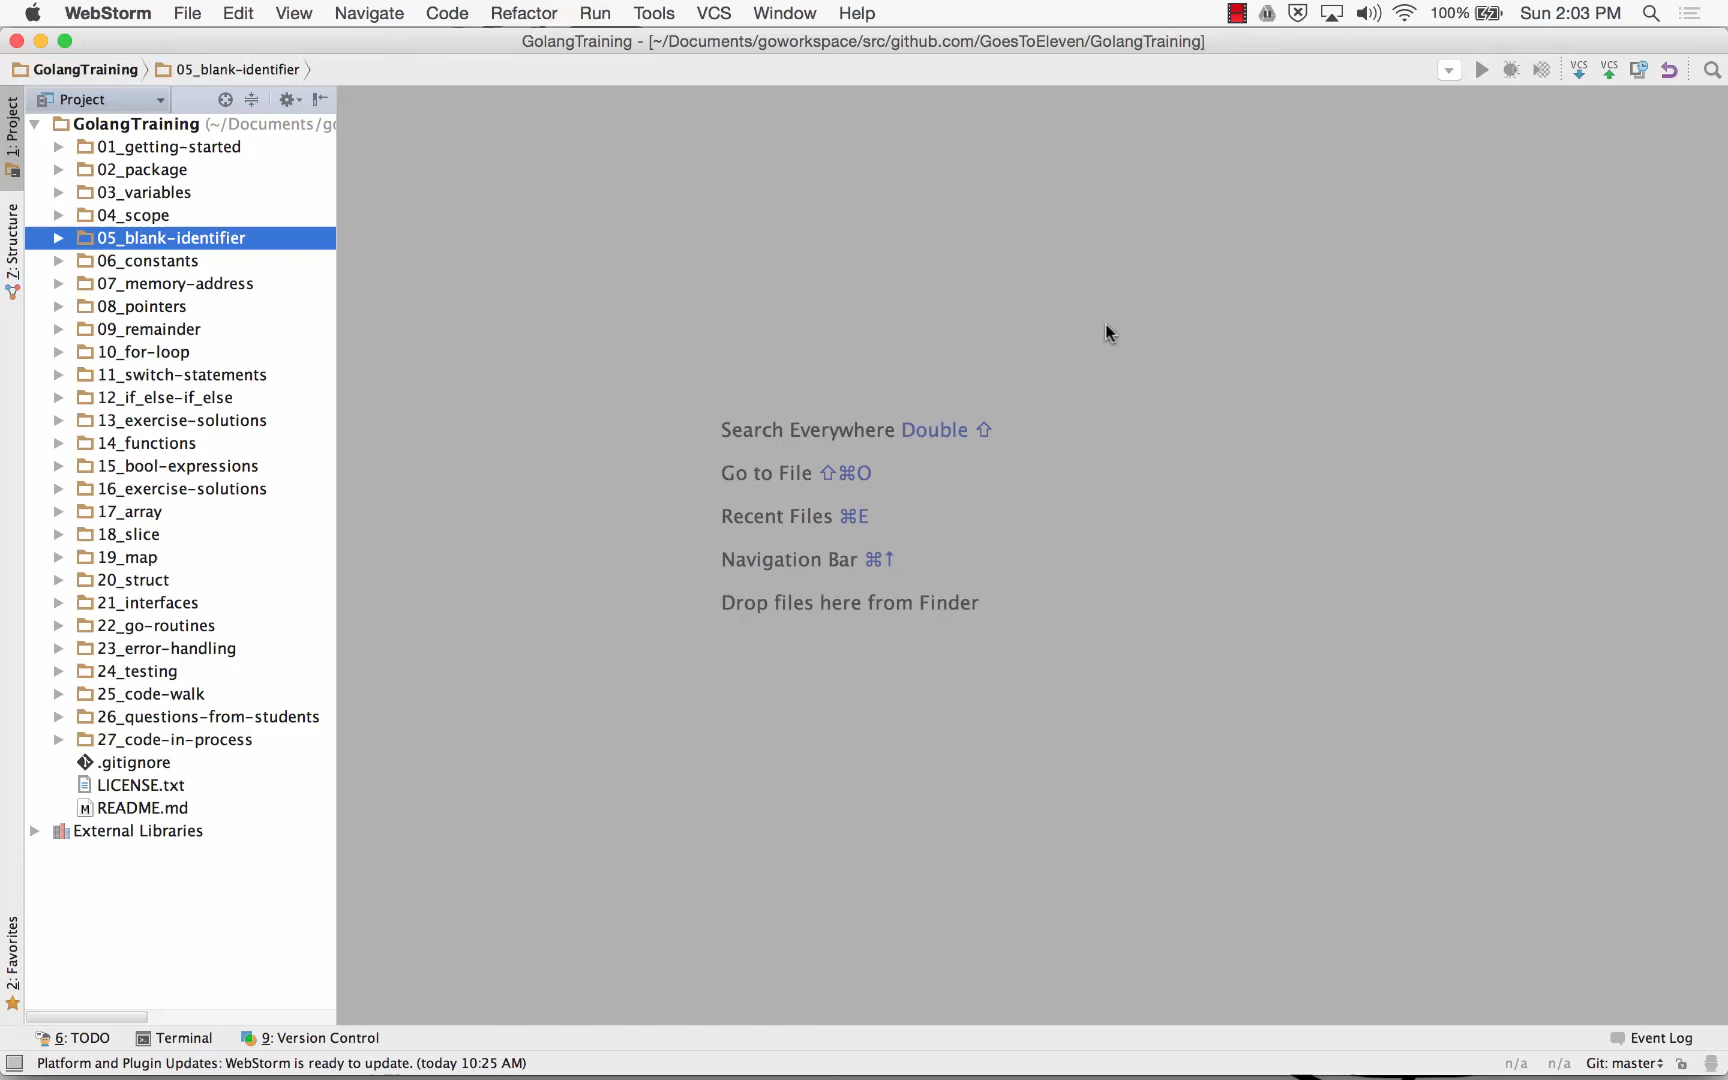 WebStorm File Edit View Navigate Code Refactor Run Tools VCS Window Help 100% Sun 2:03 PM
GolangTraining - [~/Documents/goworkspace/src/github.com/GoesToEleven/GolangTraining]
GolangTraining 05_blank-identifier
VCS VCS
1: Project
Project
GolangTraining (~/Documents/go
01_getting-started
02_package
03_variables
04_scope
Z: Structure
05_blank-identifier
06_constants
07_memory-address
08_pointers
09_remainder
10_for-loop
11_switch-statements
12_if_else-if_else
13_exercise-solutions
14_functions
15_bool-expressions
16_exercise-solutions
17_array
18_slice
19_map
20_struct
21_interfaces
22_go-routines
23_error-handling
24_testing
25_code-walk
26_questions-from-students
27_code-in-process
.gitignore
LICENSE.txt
README.md
External Libraries
2: Favorites
Search Everywhere Double ⇧
Go to File ⇧⌘O
Recent Files ⌘E
Navigation Bar ⌘↑
Drop files here from Finder
6: TODO Terminal 9: Version Control Event Log
Platform and Plugin Updates: WebStorm is ready to update. (today 10:25 AM) n/a n/a Git: master